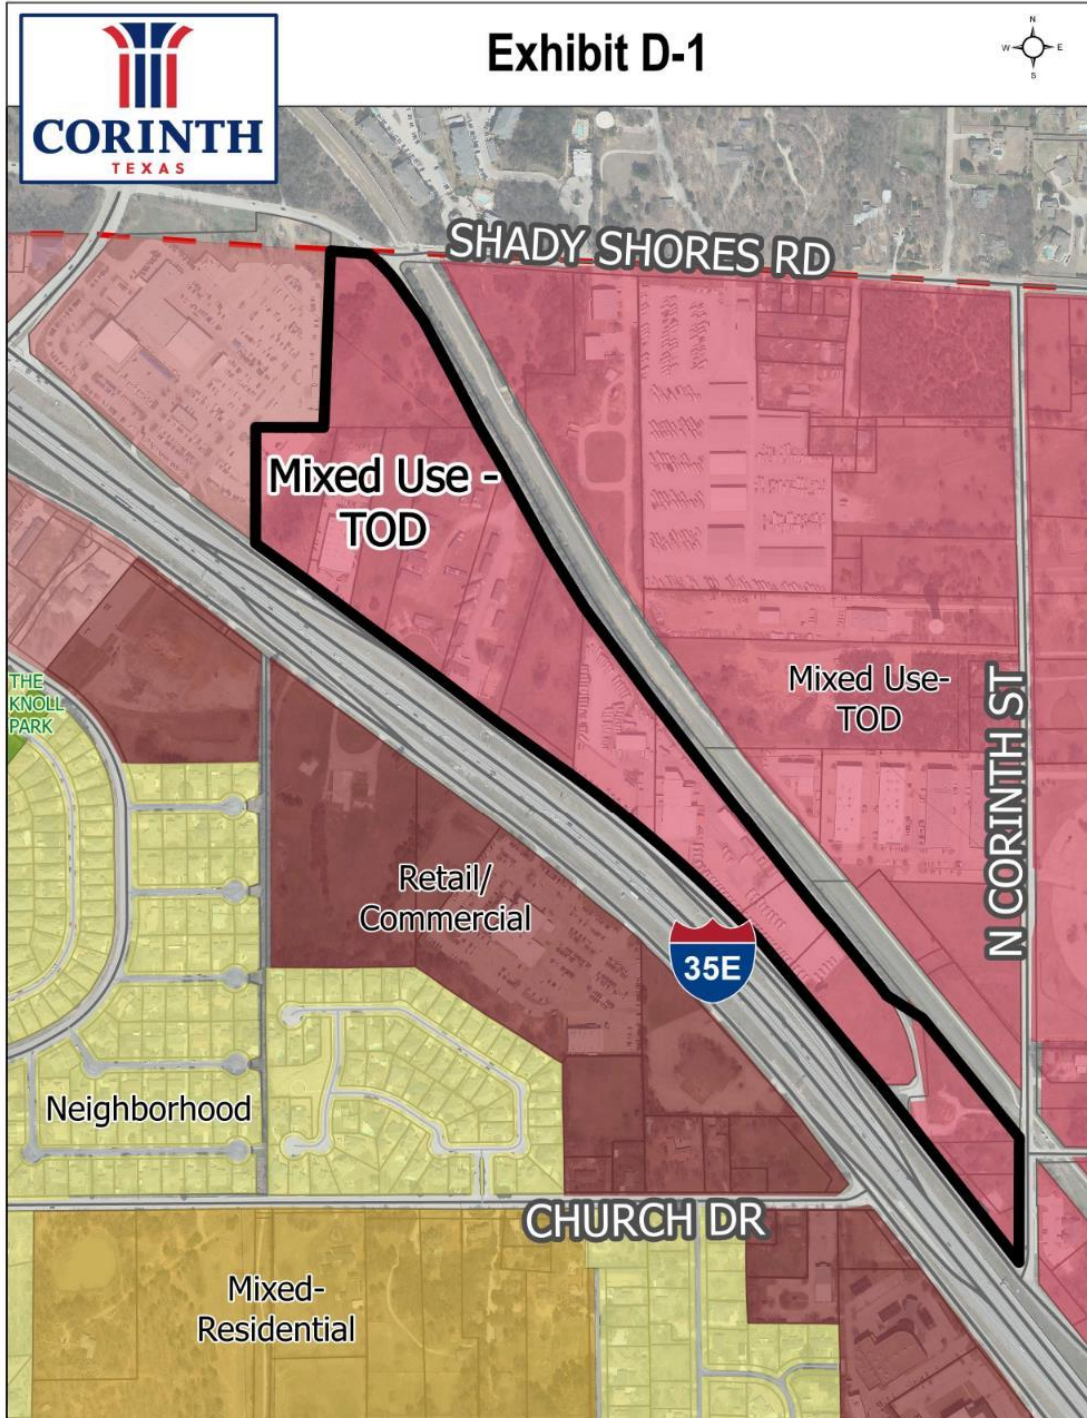 CORINTH
TEXAS
Exhibit D-1
N
W
E
S
SHADY SHORES RD
Mixed Use -
TOD
THE
KNOLL
PARK
Mixed Use-
TOD
N CORINTH ST
Retail/
Commercial
35E
Neighborhood
CHURCH DR
Mixed-
Residential